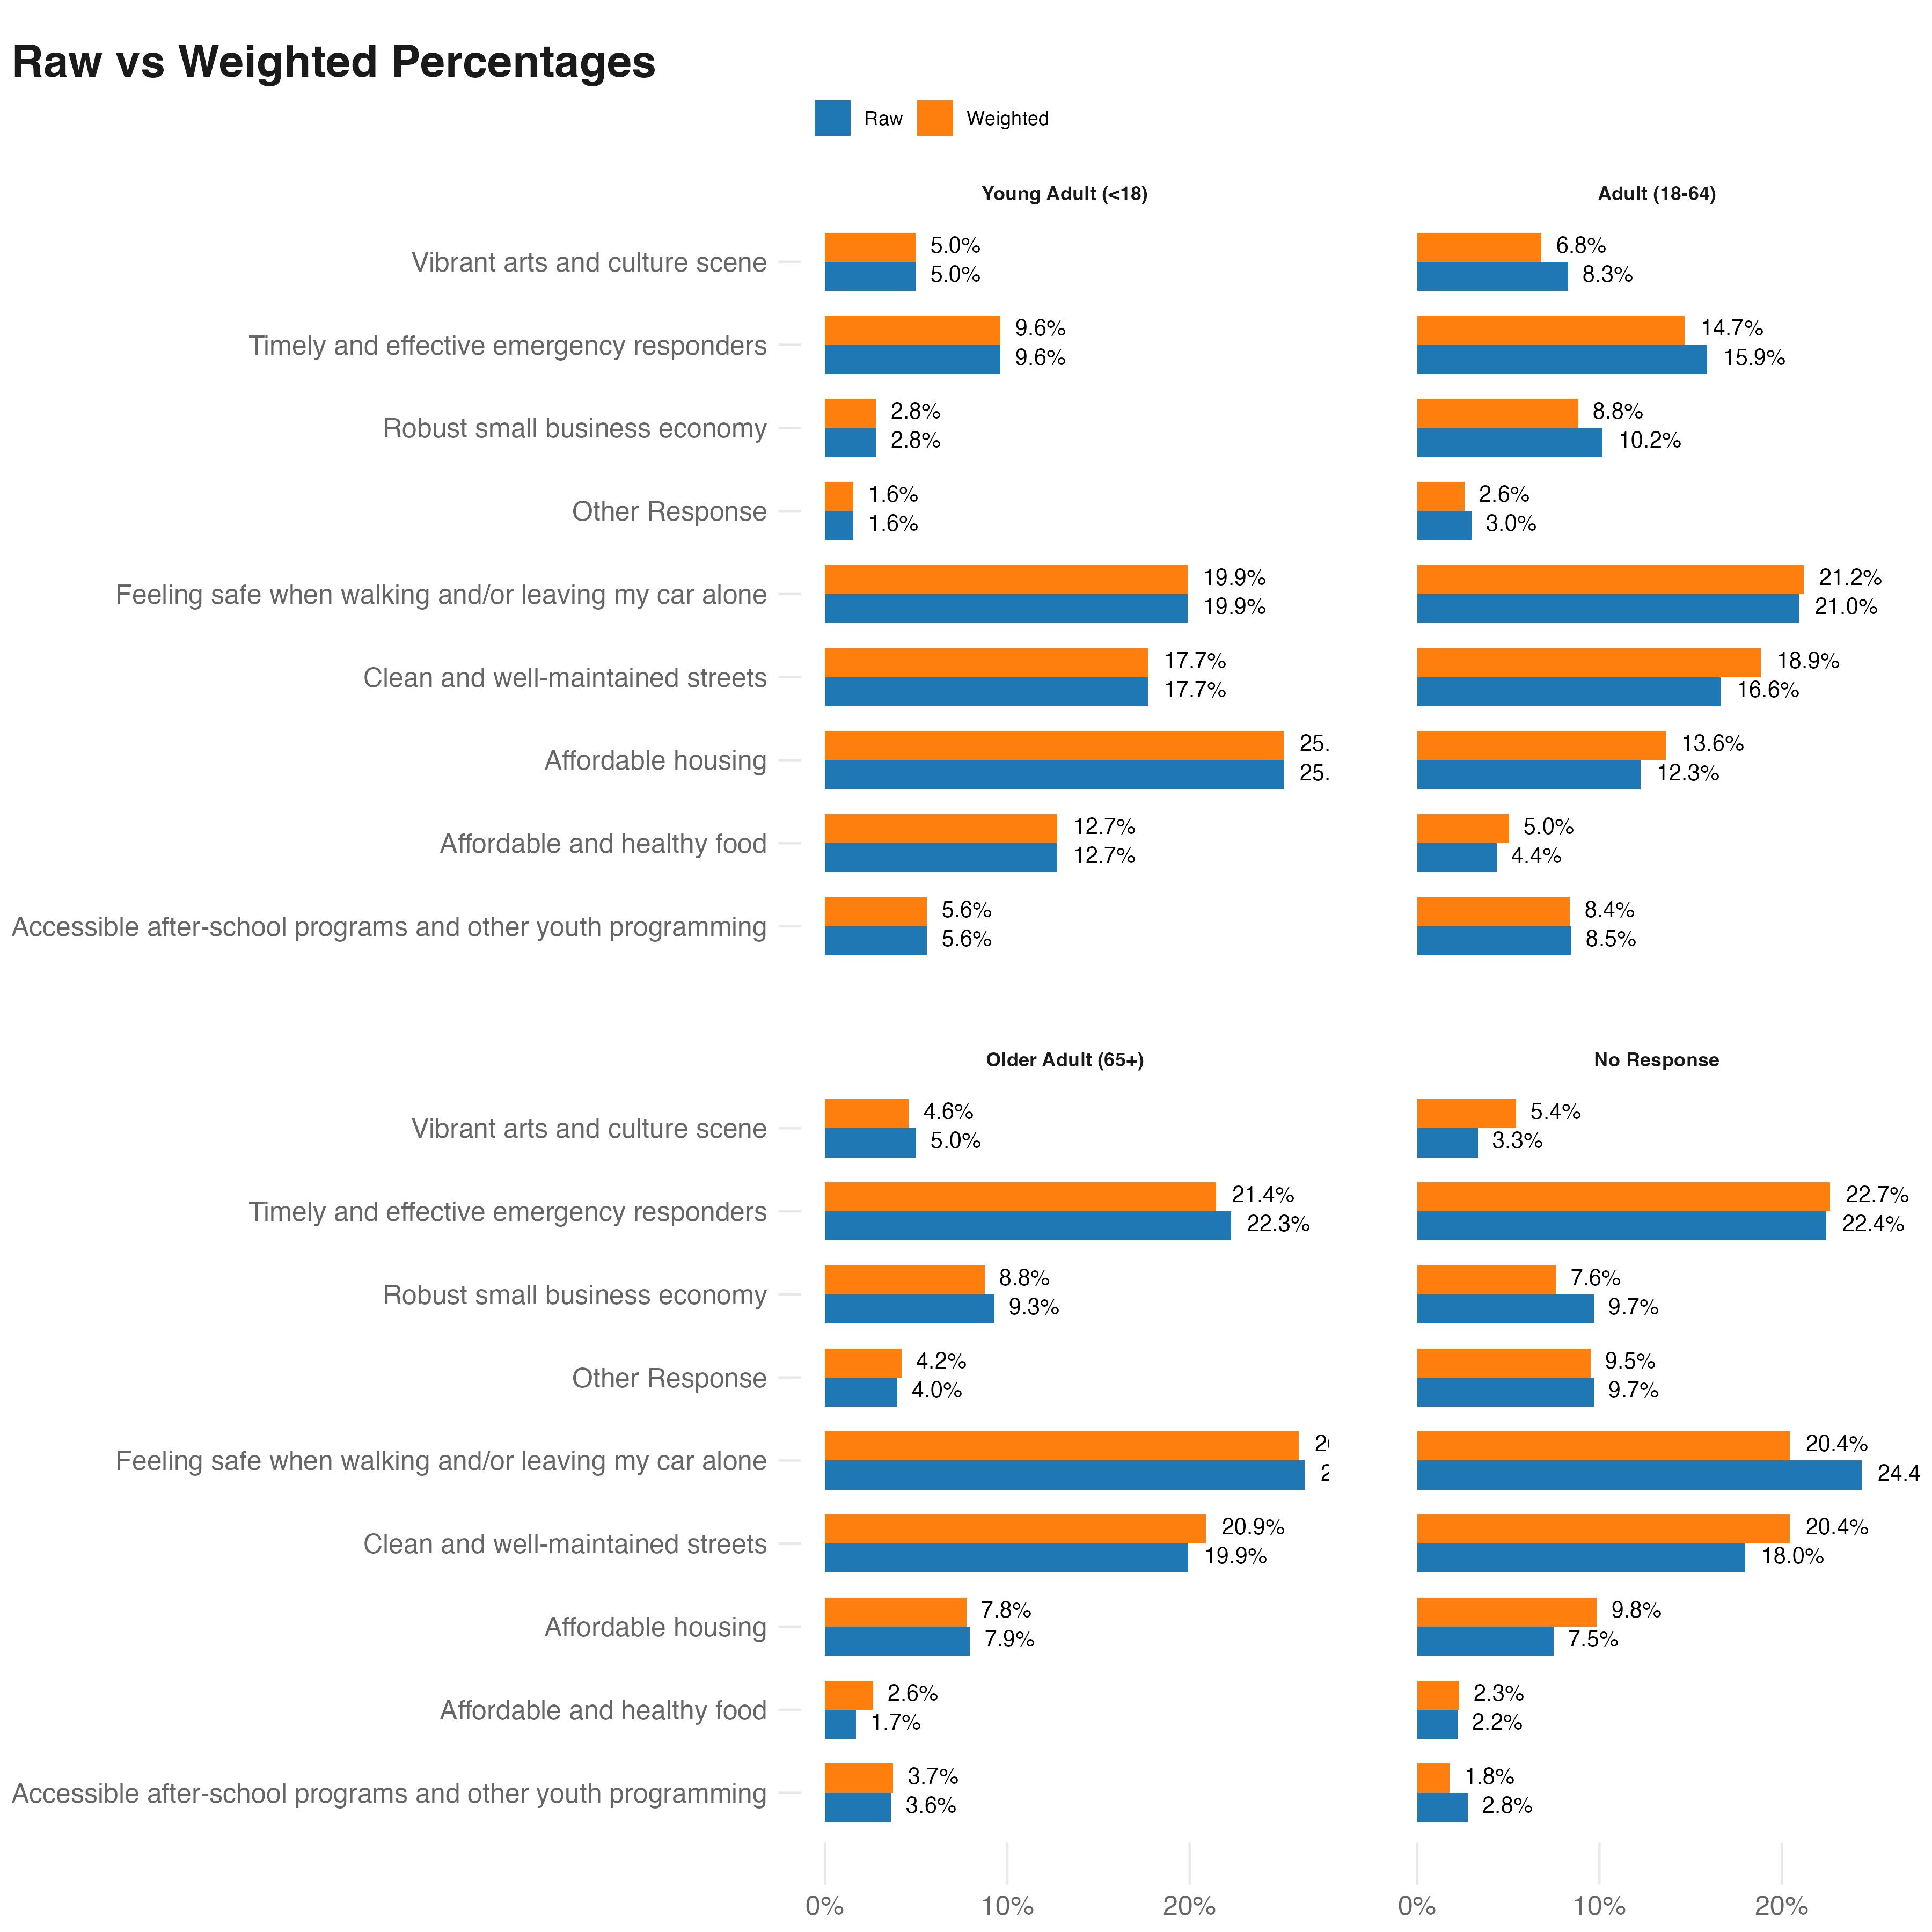 Raw vs Weighted Percentages
Raw Weighted
Young Adult (<18) Adult (18-64)
Vibrant arts and culture scene 5.0% 6.8%
5.0% 8.3%
Timely and effective emergency responders 9.6% 14.7%
9.6% 15.9%
Robust small business economy 2.8% 8.8%
2.8% 10.2%
Other Response 1.6% 2.6%
1.6% 3.0%
Feeling safe when walking and/or leaving my car alone 19.9% 21.2%
19.9% 21.0%
Clean and well-maintained streets 17.7% 18.9%
17.7% 16.6%
Affordable housing 25. 13.6%
25. 12.3%
Affordable and healthy food 12.7% 5.0%
12.7% 4.4%
Accessible after-school programs and other youth programming 5.6% 8.4%
5.6% 8.5%
Older Adult (65+) No Response
Vibrant arts and culture scene 4.6% 5.4%
5.0% 3.3%
Timely and effective emergency responders 21.4% 22.7%
22.3% 22.4%
Robust small business economy 8.8% 7.6%
9.3% 9.7%
Other Response 4.2% 9.5%
4.0% 9.7%
Feeling safe when walking and/or leaving my car alone 20.4%
24.4
Clean and well-maintained streets 20.9% 20.4%
19.9% 18.0%
Affordable housing 7.8% 9.8%
7.9% 7.5%
Affordable and healthy food 2.6% 2.3%
1.7% 2.2%
Accessible after-school programs and other youth programming 3.7% 1.8%
3.6% 2.8%
0% 10% 20% 0% 10% 20%